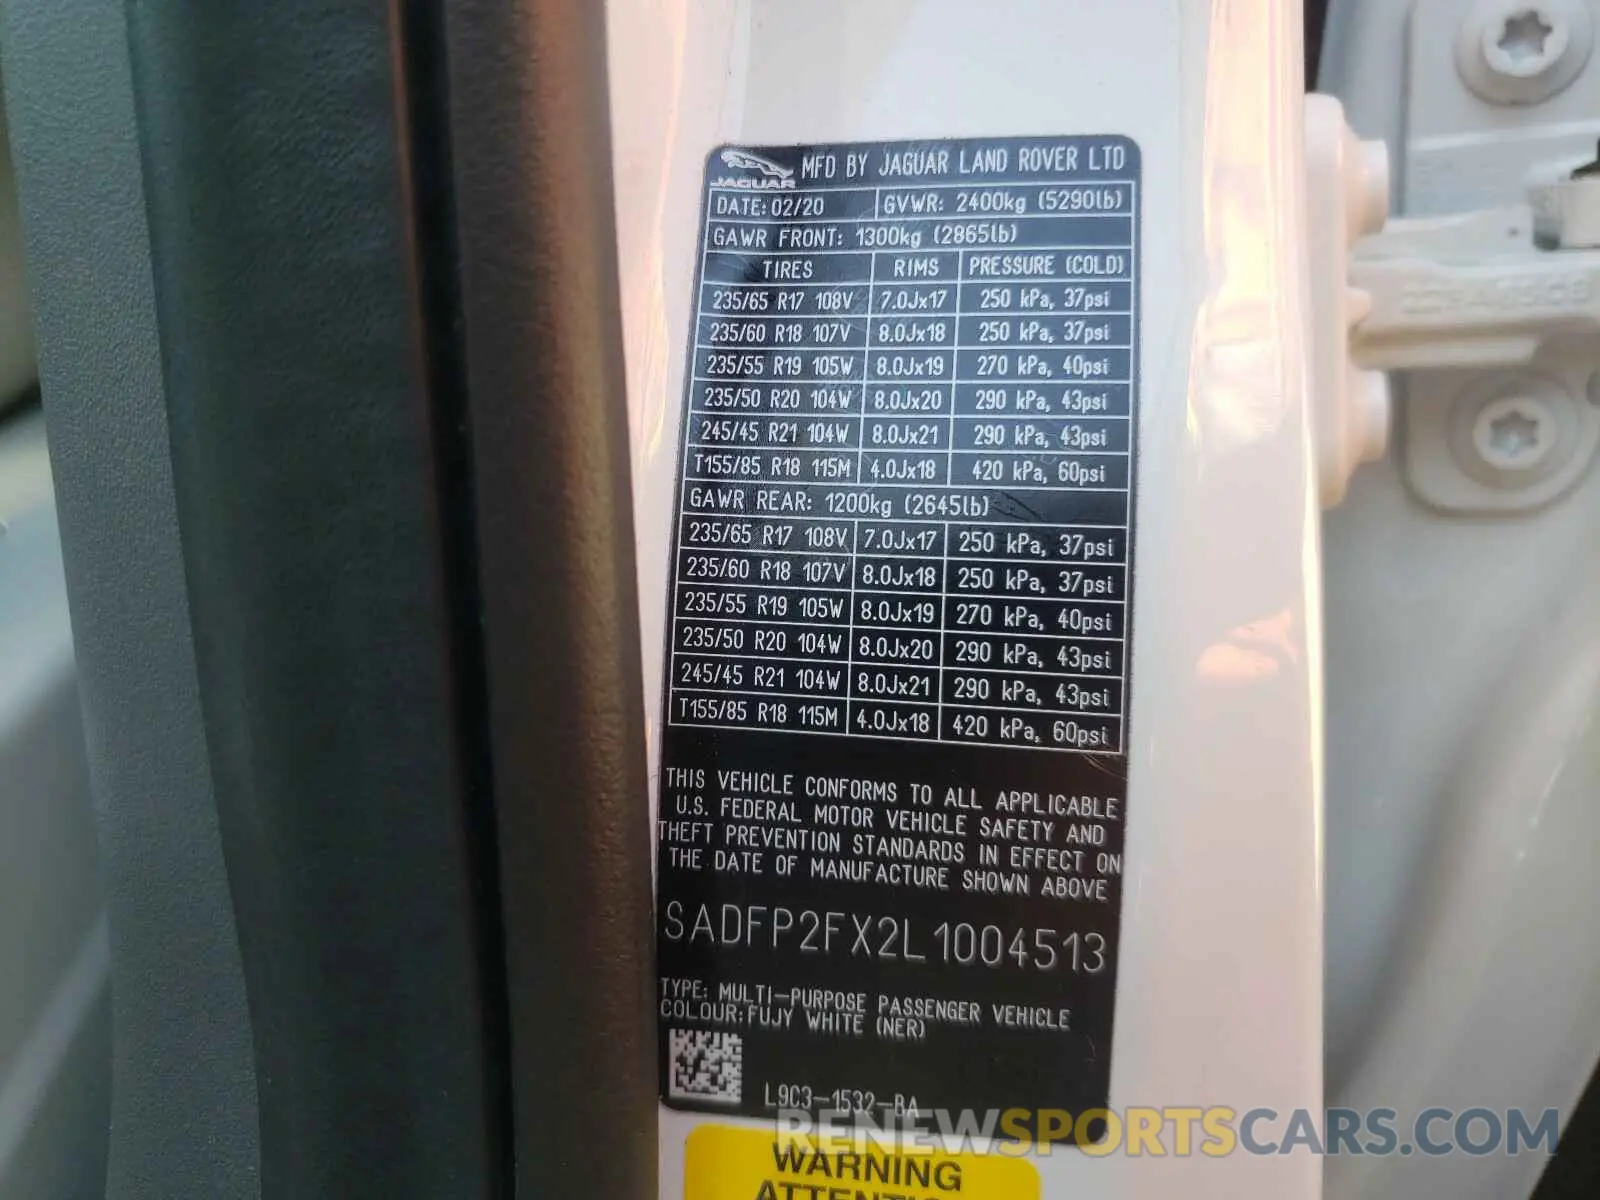 JAGUAR MFD BY JAGUAR LAND ROVER LTD
DATE: 02/20 GVWR: 2400kg (5290lb)
GAWR FRONT: 1300kg (2865lb)
TIRES RIMS PRESSURE (COLD)
235/65 R17 108V 7.0Jx17 250 kPa, 37psi
235/60 R18 107V 8.0Jx18 250 kPa, 37psi
235/55 R19 105W 8.0Jx19 270 kPa, 40psi
235/50 R20 104W 8.0Jx20 290 kPa, 43psi
245/45 R21 104W 8.0Jx21 290 kPa, 43psi
T155/85 R18 115M 4.0Jx18 420 kPa, 60psi
GAWR REAR: 1200kg (2645lb)
235/65 R17 108V 7.0Jx17 250 kPa, 37psi
235/60 R18 107V 8.0Jx18 250 kPa, 37psi
235/55 R19 105W 8.0Jx19 270 kPa, 40psi
235/50 R20 104W 8.0Jx20 290 kPa, 43psi
245/45 R21 104W 8.0Jx21 290 kPa, 43psi
T155/85 R18 115M 4.0Jx18 420 kPa, 60psi
THIS VEHICLE CONFORMS TO ALL APPLICABLE
U.S. FEDERAL MOTOR VEHICLE SAFETY AND
THEFT PREVENTION STANDARDS IN EFFECT ON
THE DATE OF MANUFACTURE SHOWN ABOVE
SADFP2FX2L1004513
TYPE: MULTI-PURPOSE PASSENGER VEHICLE
COLOUR: FUJY WHITE (NER)
L9C3-1532-BA
RENEWSPORTSCARS.COM
WARNING